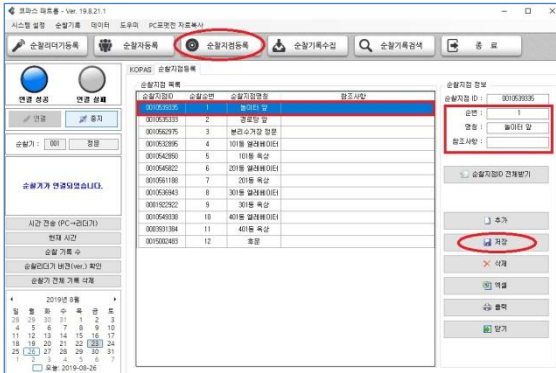 코파스 패트롤 - Ver. 19.8.21.1
시스템 설정 순찰기록 데이터 도우미 PC포맷전 자료복사
순찰리더기등록 순찰자등록 순찰지점등록 순찰기록수집 순찰기록검색 종 료
연결 성공 연결 실패
연결 중지
순찰기 : 001 정문
순찰기가 연결되었습니다.
시간 전송 (PC→리더기)
현재 시간
순찰 기록 수
순찰리더기 버젼(ver.) 확인
순찰기 전체 기록 삭제
2019년 8월
일 월 화 수 목 금 토
28 29 30 31 1 2 3
4 5 6 7 8 9 10
11 12 13 14 15 16 17
18 19 20 21 22 23 24
25 26 27 28 29 30 31
1 2 3 4 5 6 7
오늘: 2019-08-26
KOPAS 순찰지점등록
순찰지점 목록
순찰지점ID 순찰순번 순찰지점명칭 참조사항
0010539335 1 놀이터 앞
0010535333 2 경로당 앞
0010562975 3 분리수거장 정문
0010532895 4 101동 엘레베이터
0010542850 5 101동 옥상
0010545822 6 201동 엘레베이터
0010561188 7 201동 옥상
0010536943 8 301동 엘레베이터
0001922922 9 301동 옥상
0010549338 10 401동 엘레베이터
0003931384 11 401동 옥상
0015002483 12 후문
순찰지점 정보
순찰지점 ID : 0010539335
순번 : 1
명칭 : 놀이터 앞
참조사항 :
순찰지점ID 전체받기
추가
저장
삭제
엑셀
출력
닫기